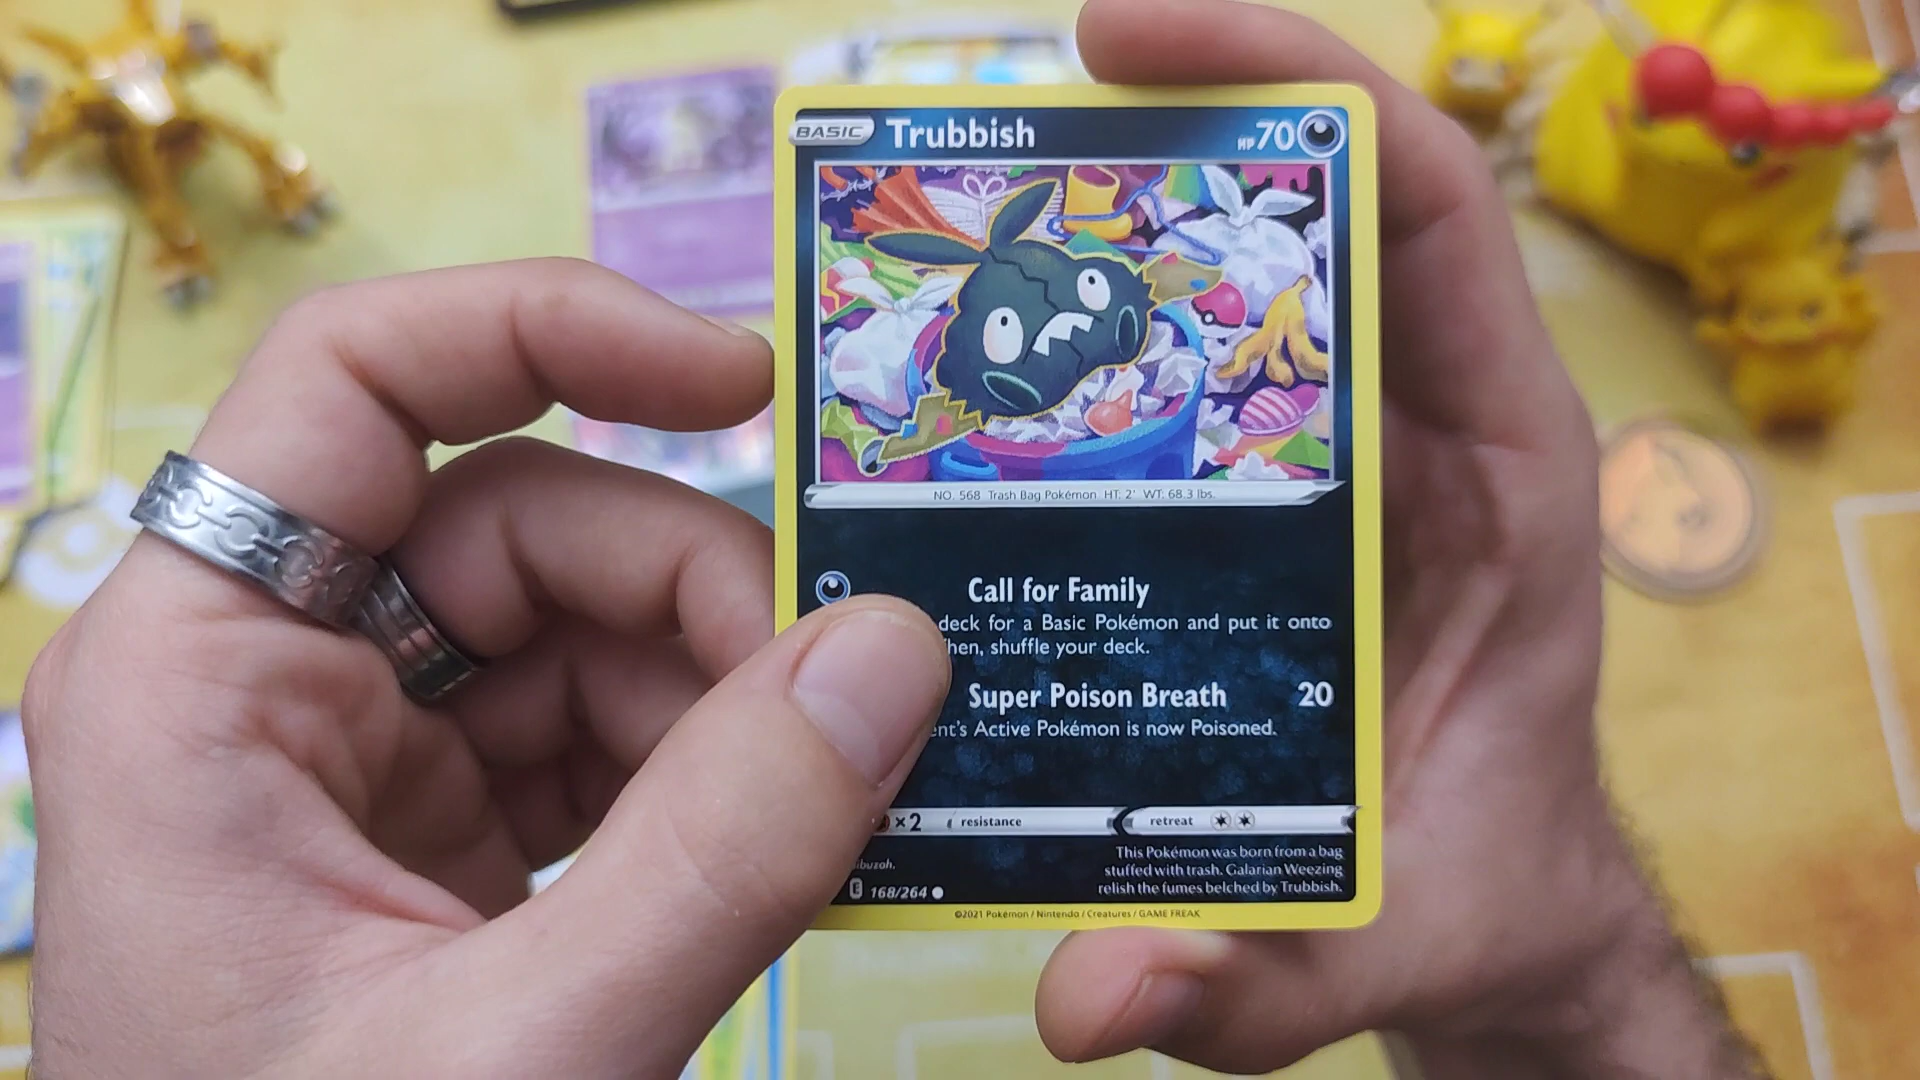 BASIC Trubbish HP70
NO. 568 Trash Bag Pokémon HT: 2' WT: 68.3 lbs.
Call for Family
deck for a Basic Pokémon and put it onto
hen, shuffle your deck.
Super Poison Breath 20
ent's Active Pokémon is now Poisoned.
×2 resistance retreat
ibuzoh.
E 168/264
This Pokémon was born from a bag
stuffed with trash. Galarian Weezing
relish the fumes belched by Trubbish.
©2021 Pokémon / Nintendo / Creatures / GAME FREAK